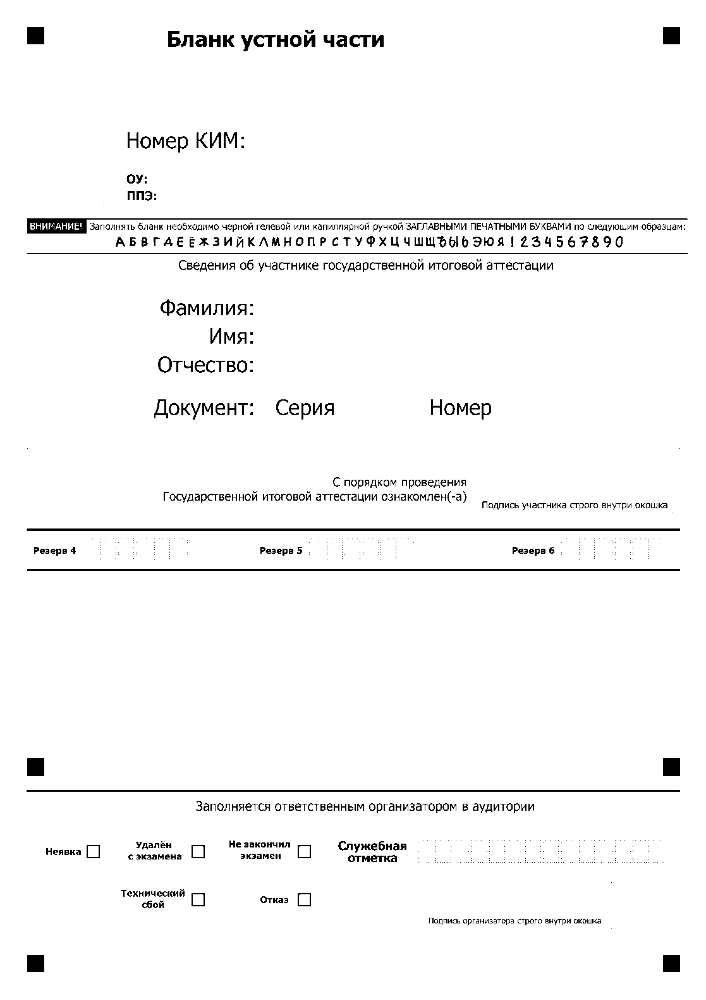 Бланк устной части
Номер КИМ:
ОУ:
ППЭ:
ВНИМАНИЕ! Заполнять бланк необходимо черной гелевой или капиллярной ручкой ЗАГЛАВНЫМИ ПЕЧАТНЫМИ БУКВАМИ по следующим образцам:
А Б В Г Д Е Ё Ж З И Й К Л М Н О П Р С Т У Ф Х Ц Ч Ш Щ Ъ Ы Ь Э Ю Я 1 2 3 4 5 6 7 8 9 0
Сведения об участнике государственной итоговой аттестации
Фамилия:
Имя:
Отчество:
Документ: Серия Номер
С порядком проведения
Государственной итоговой аттестации ознакомлен(-а)
Подпись участника строго внутри окошка
Резерв 4 Резерв 5 Резерв 6
Заполняется ответственным организатором в аудитории
Неявка
Удалён
с экзамена
Не закончил
экзамен
Служебная
отметка
Технический
сбой
Отказ
Подпись организатора строго внутри окошка